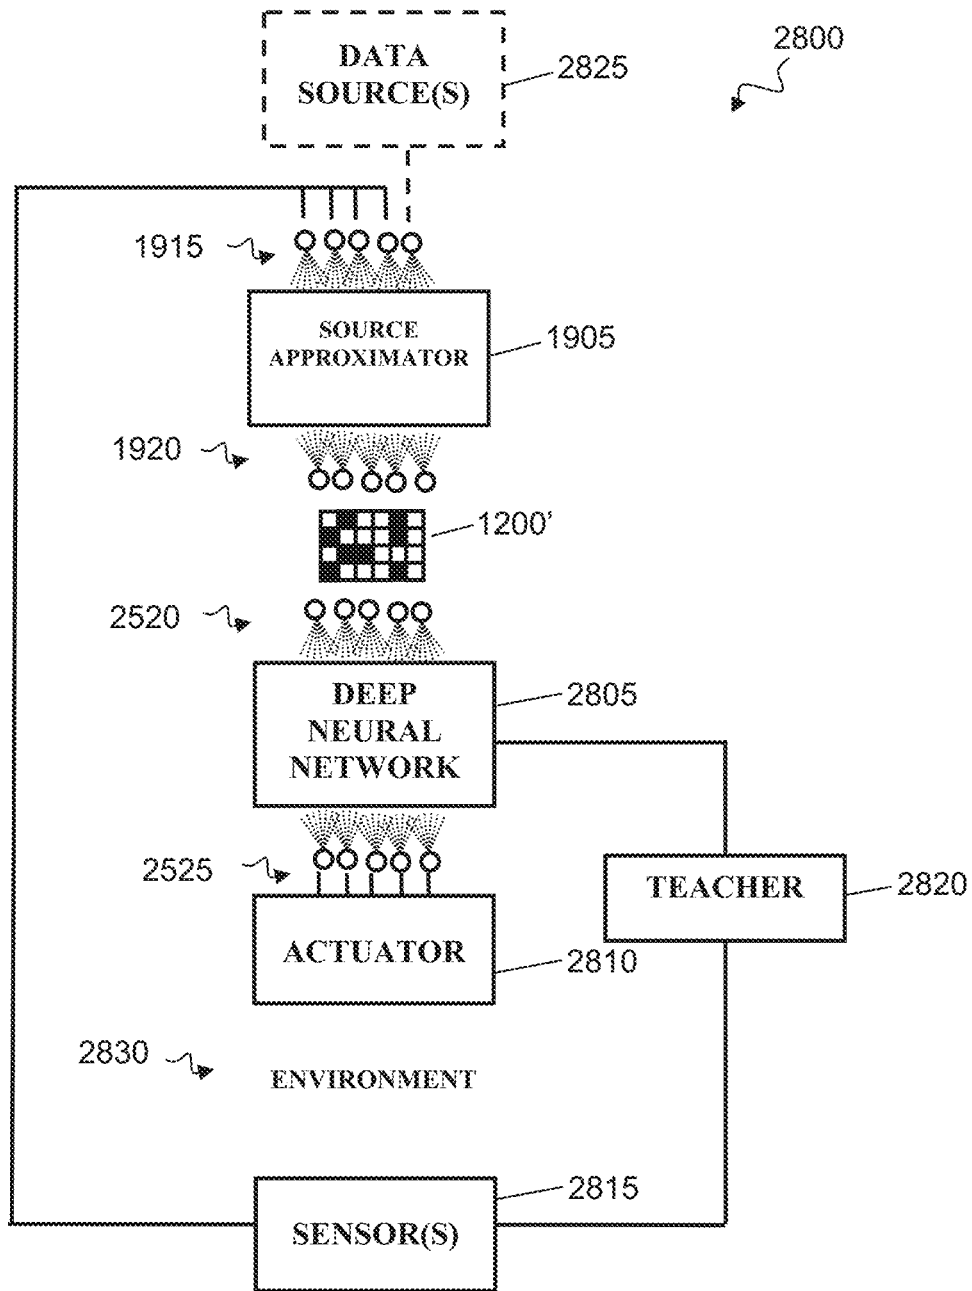 DATA
SOURCE(S)
2825
2800
1915
SOURCE
APPROXIMATOR
1905
1920
1200’
2520
DEEP
NEURAL
NETWORK
2805
2525
TEACHER
2820
ACTUATOR
2810
2830
ENVIRONMENT
2815
SENSOR(S)